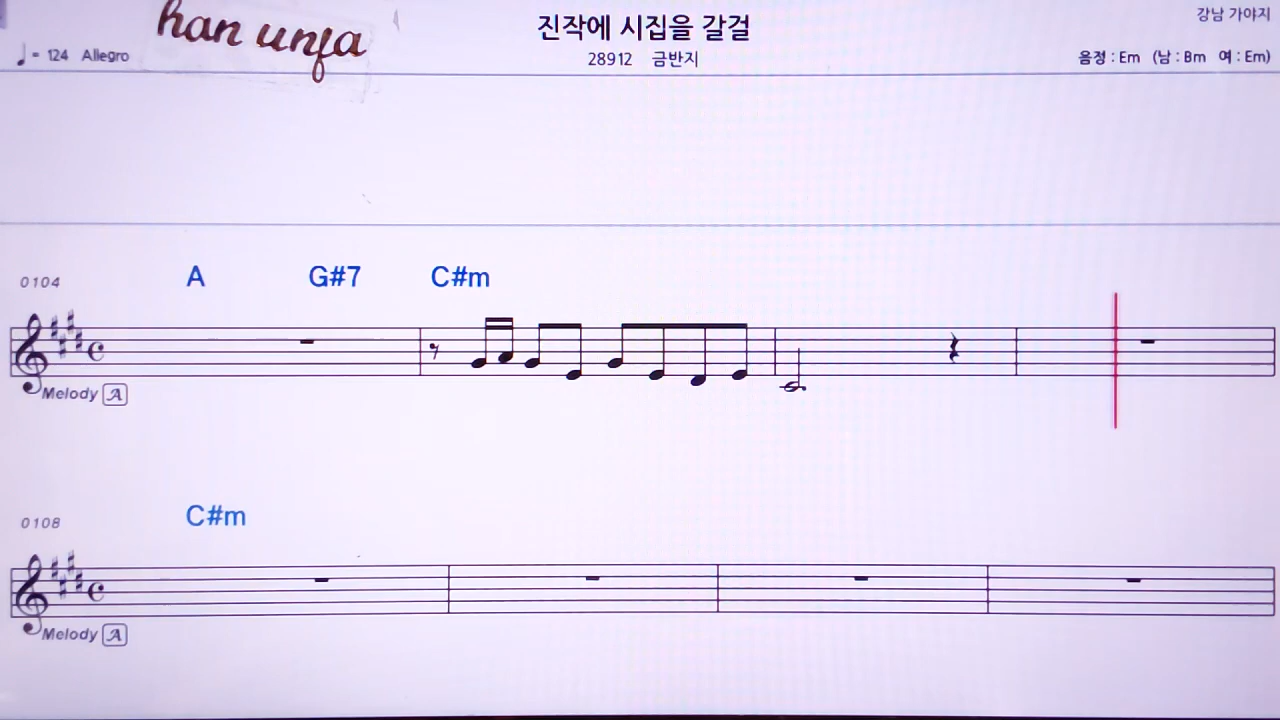 han unja
진작에 시집을 갈걸
강남 가야지
♩= 124 Allegro
28912 금반지
음정 : Em (남 : Bm 여 : Em)
A G#7 C#m
0104
Melody A
C#m
0108
Melody A